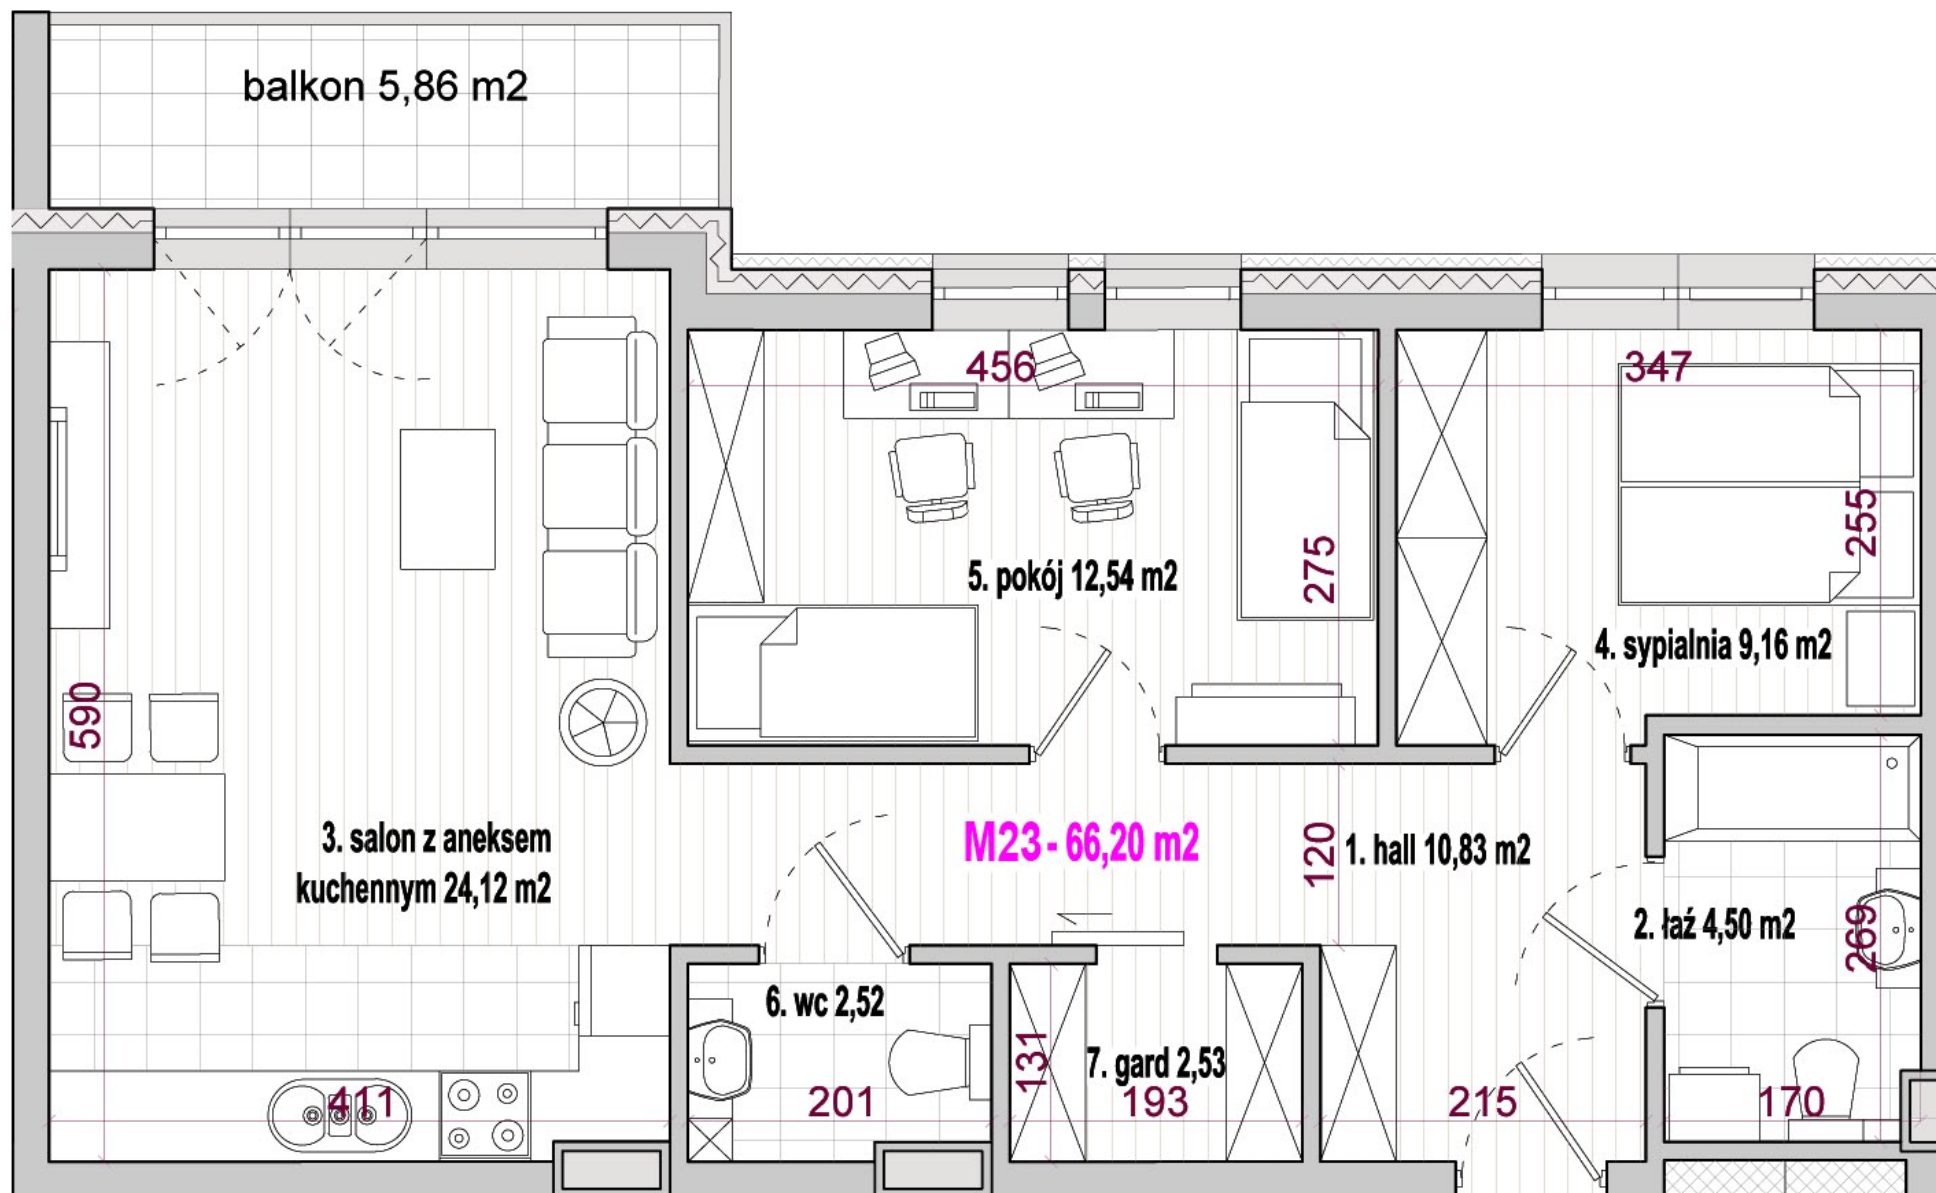 balkon 5,86 m2
456
347
255
275
5. pokój 12,54 m2
4. sypialnia 9,16 m2
590
3. salon z aneksem
kuchennym 24,12 m2
M23 - 66,20 m2
120
1. hall 10,83 m2
2. łaź 4,50 m2
269
6. wc 2,52
131
7. gard 2,53
411
201
193
215
170